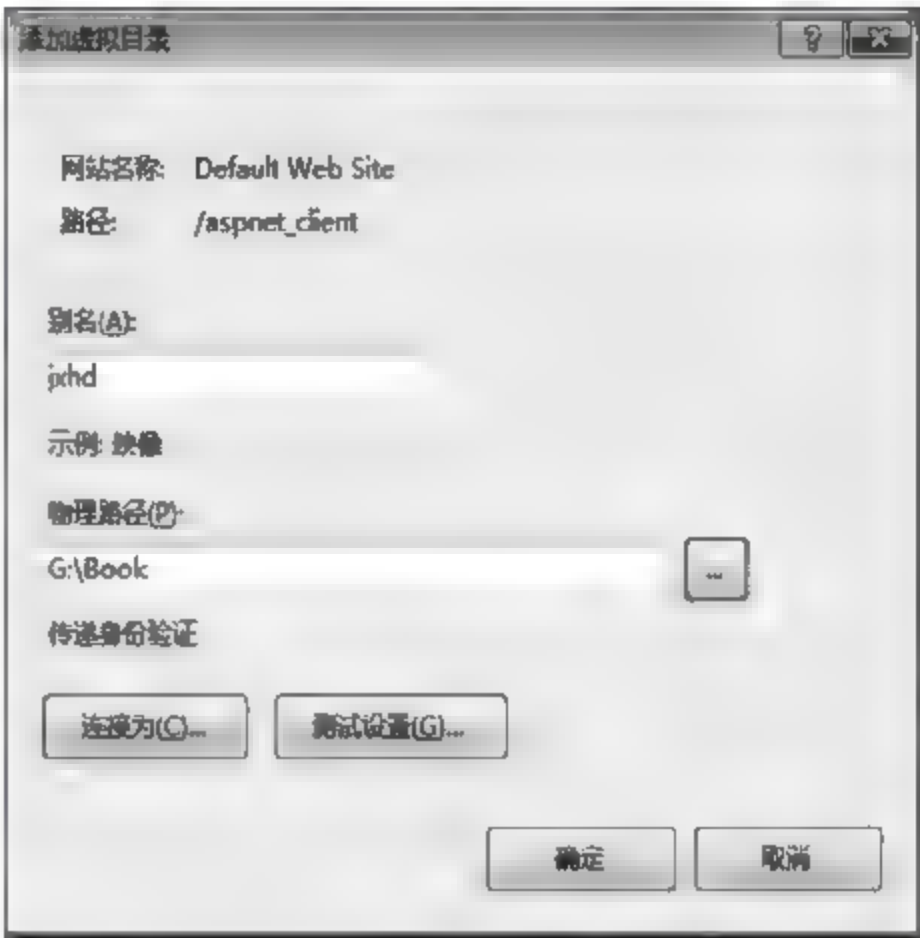 添加虚拟目录
网站名称: Default Web Site
路径: /aspnet_client
别名(A):
jxhd
示例: 映像
物理路径(P):
G:\Book
...
传递身份验证
连接为(C)... 测试设置(G)...
确定 取消